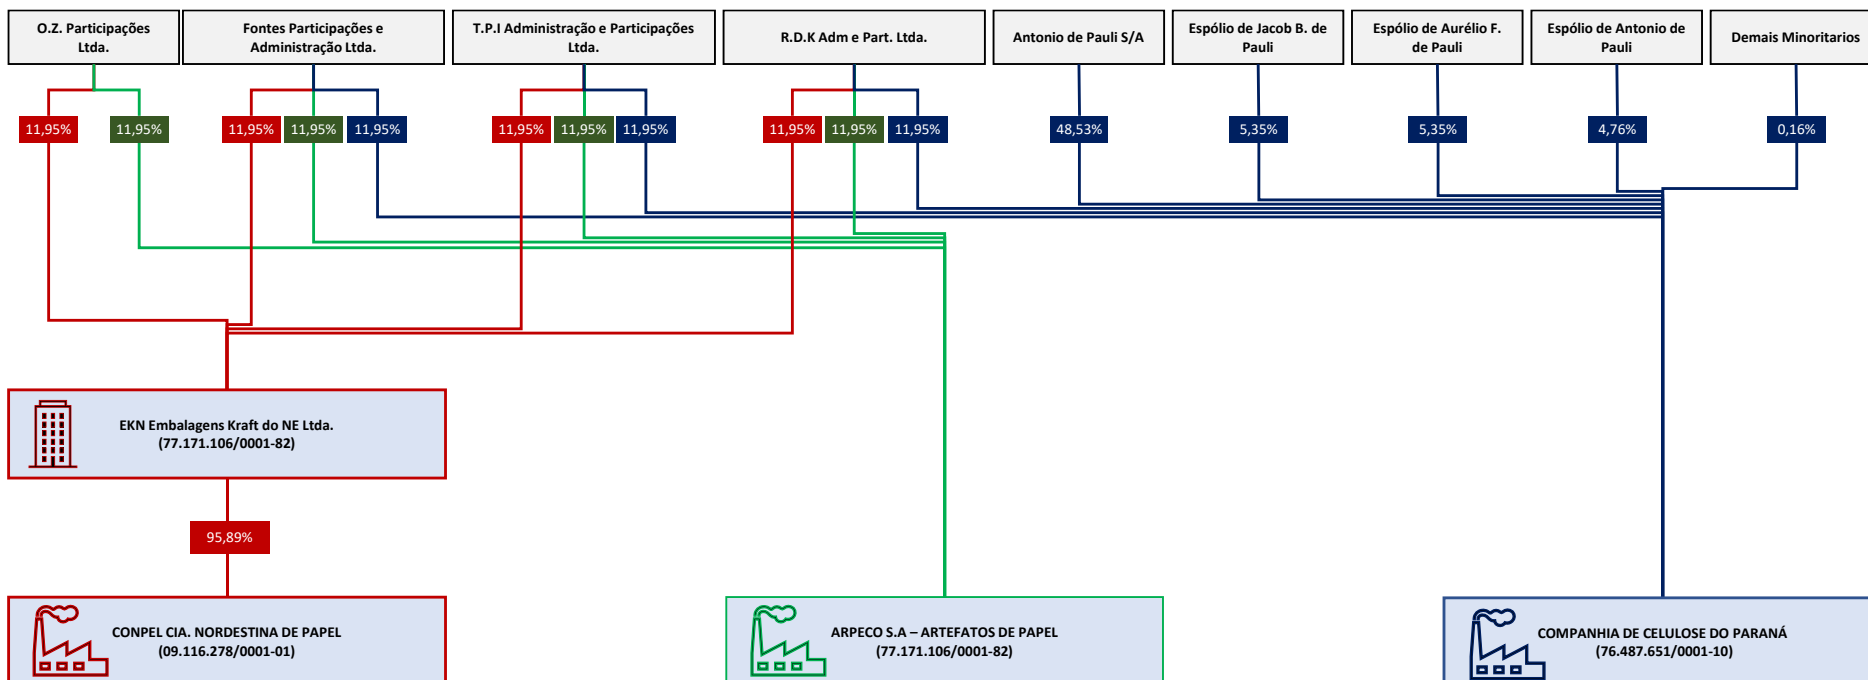 O.Z. Participações
Ltda.
Fontes Participações e
Administração Ltda.
T.P.I Administração e Participações
Ltda.
R.D.K Adm e Part. Ltda.
Antonio de Pauli S/A
Espólio de Jacob B. de
Pauli
Espólio de Aurélio F.
de Pauli
Espólio de Antonio de
Pauli
Demais Minoritarios
11,95%
11,95%
11,95%
11,95%
11,95%
11,95%
11,95%
11,95%
11,95%
11,95%
11,95%
48,53%
5,35%
5,35%
4,76%
0,16%
EKN Embalagens Kraft do NE Ltda.
(77.171.106/0001-82)
95,89%
CONPEL CIA. NORDESTINA DE PAPEL
(09.116.278/0001-01)
ARPECO S.A – ARTEFATOS DE PAPEL
(77.171.106/0001-82)
COMPANHIA DE CELULOSE DO PARANÁ
(76.487.651/0001-10)